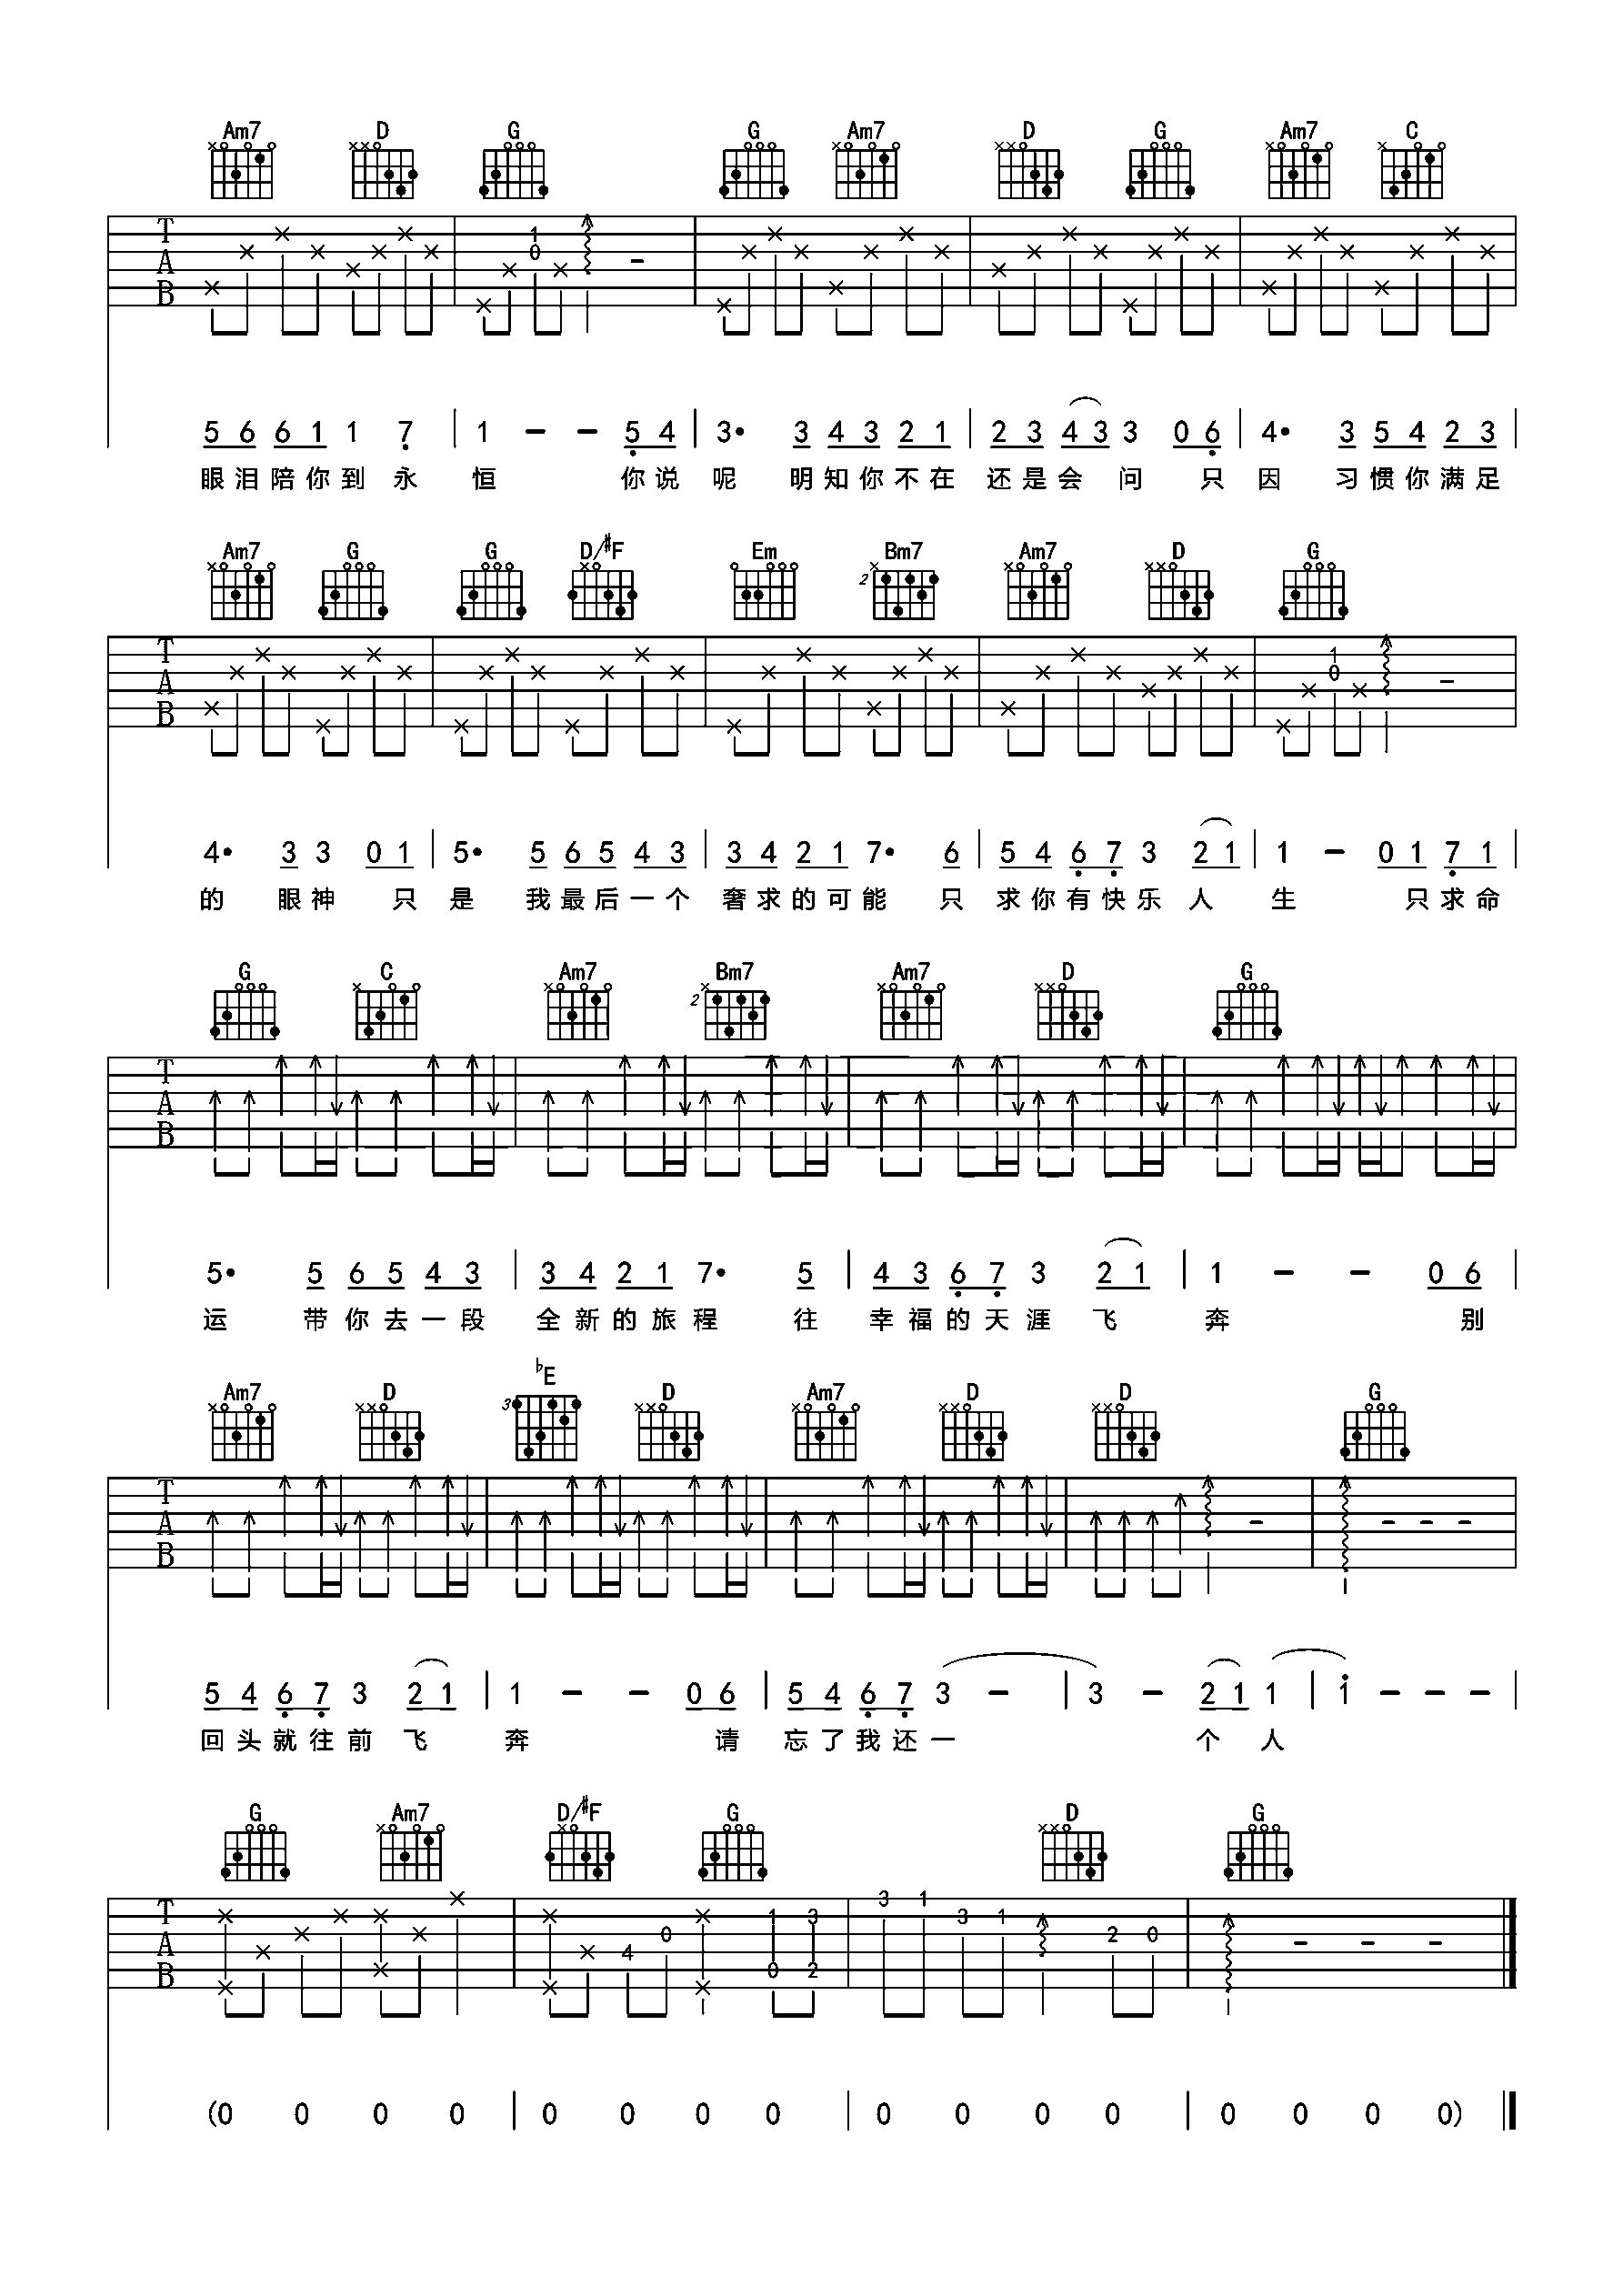 Am7 D G G Am7 D G Am7 C
T A B 1 0
5 6 6 1 1 7 | 1 - - 5 4 | 3• 3 4 3 2 1 | 2 3 4 3 3 0 6 | 4• 3 5 4 2 3 |
眼泪陪你到永 恒 你说 呢 明知你不在 还是会 问 只 因 习惯你满足
Am7 G G D/#F Em Bm7 Am7 D G
2
T A B 1 0
4• 3 3 0 1 | 5• 5 6 5 4 3 | 3 4 2 1 7• 6 | 5 4 6 7 3 2 1 | 1 - 0 1 7 1 |
的 眼神 只 是 我最后一个 奢求的可能 只 求你有快乐人 生 只求命
G C Am7 Bm7 Am7 D G
2
T A B
5• 5 6 5 4 3 | 3 4 2 1 7• 5 | 4 3 6 7 3 2 1 | 1 - - 0 6 |
运 带你去一段 全新的旅程 往 幸福的天涯飞 奔 别
Am7 D ♭E D Am7 D D G
3
T A B
5 4 6 7 3 2 1 | 1 - - 0 6 | 5 4 6 7 3 - | 3 - 2 1 1 | 1 - - - |
回头就往前飞 奔 请 忘了我还一 个 人
G Am7 D/#F G D G
T A B 4 0 1 0 3 2 3 1 3 1 2 0
(0 0 0 0 | 0 0 0 0 | 0 0 0 0 | 0 0 0 0)